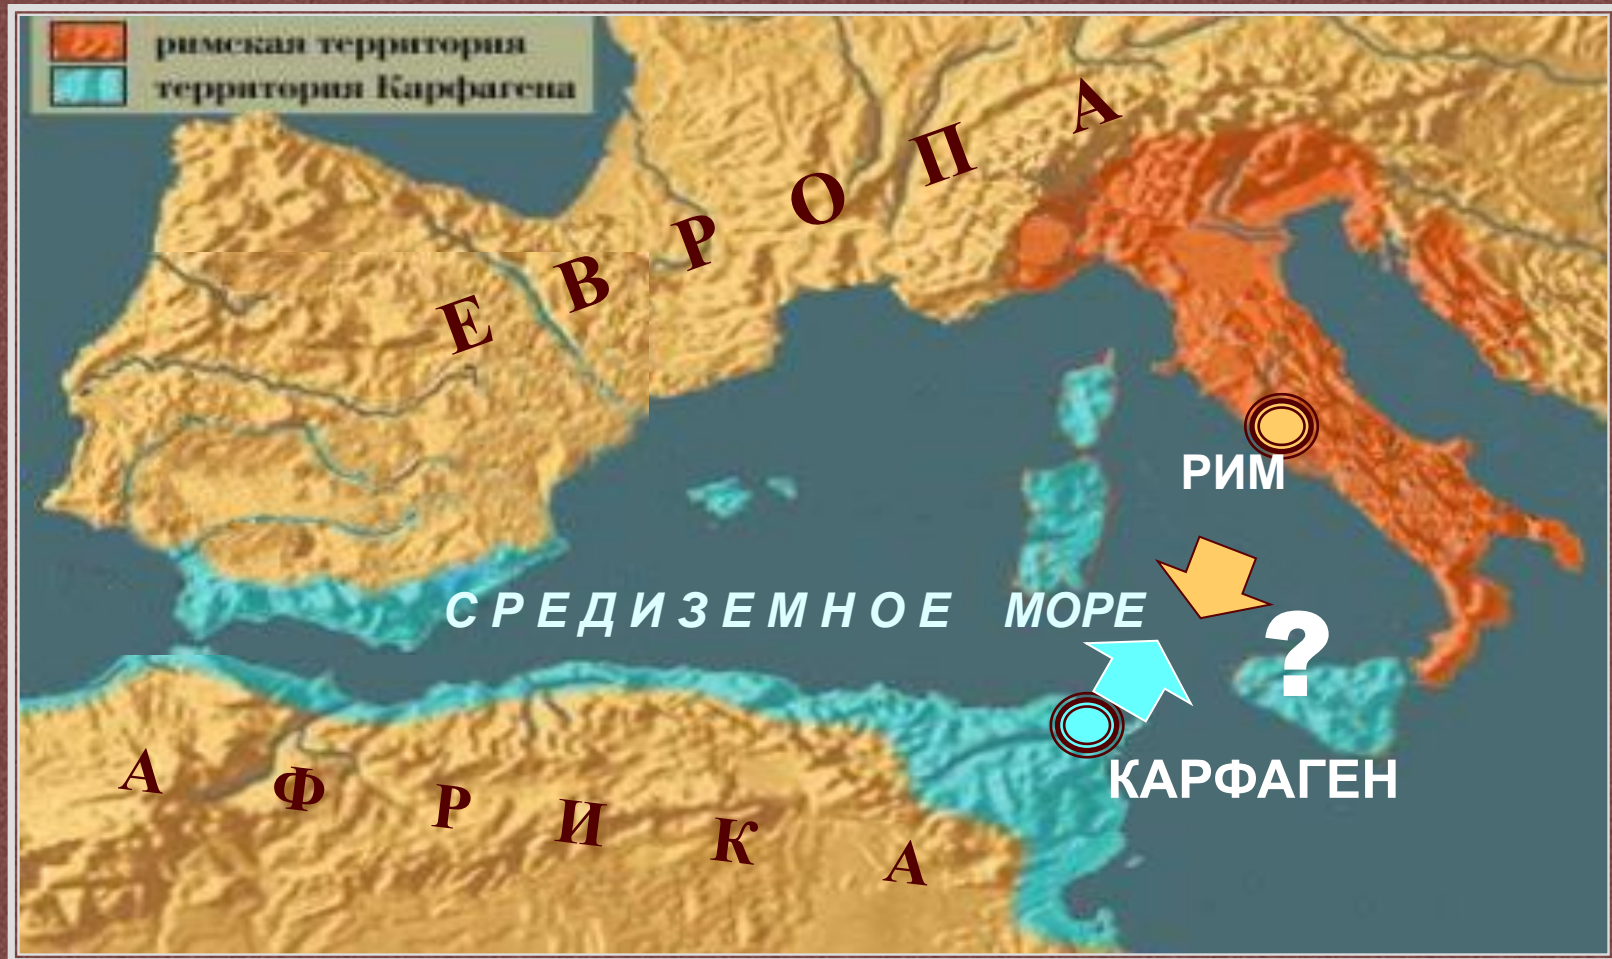 римская территория
территория Карфагена
ЕВРОПА
РИМ
СРЕДИЗЕМНОЕ МОРЕ
?
КАРФАГЕН
АФРИКА